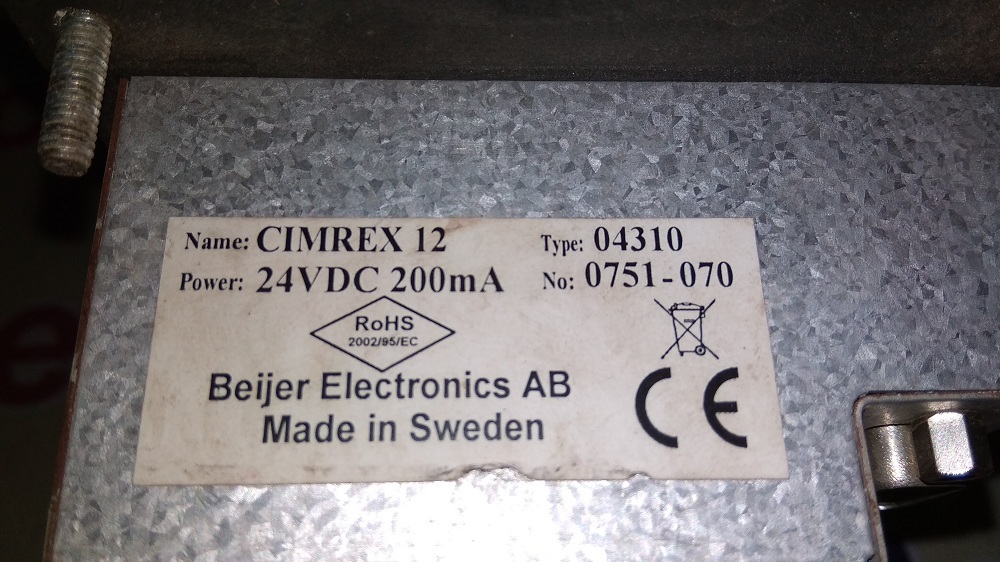 Name: CIMREX 12 Type: 04310
Power: 24VDC 200mA No: 0751-070
RoHS
2002/95/EC
Beijer Electronics AB
Made in Sweden
CE